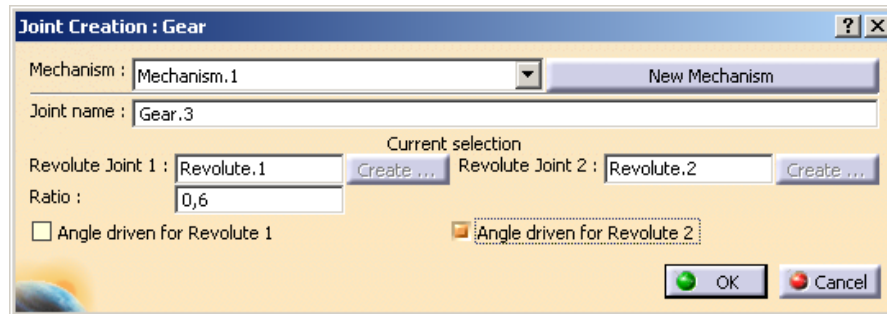 Joint Creation : Gear
Mechanism : Mechanism.1 New Mechanism
Joint name : Gear.3
Current selection
Revolute Joint 1 : Revolute.1 Create ... Revolute Joint 2 : Revolute.2 Create ...
Ratio : 0,6
Angle driven for Revolute 1 Angle driven for Revolute 2
OK Cancel